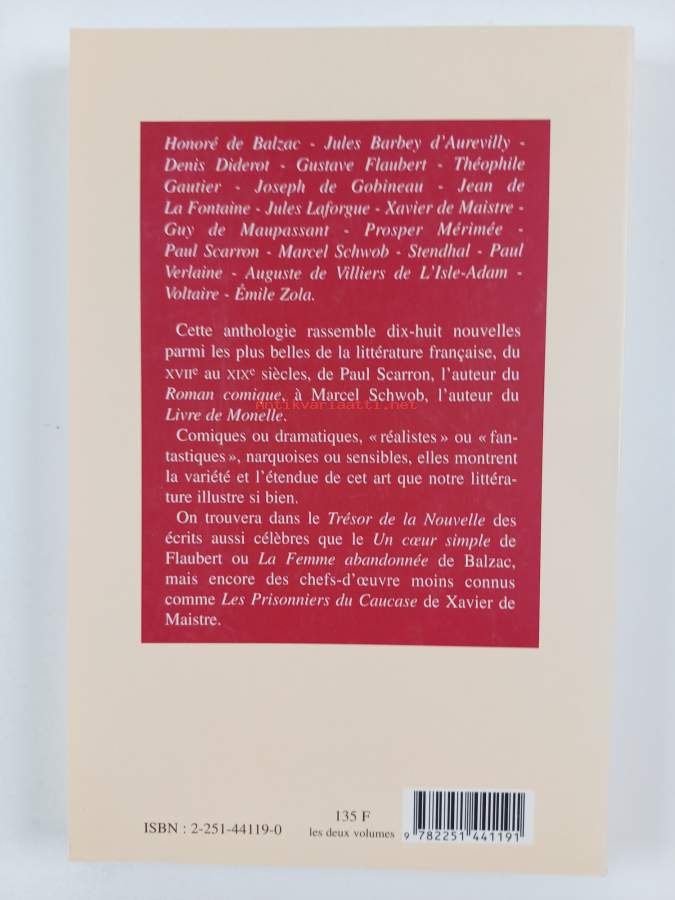 Honoré de Balzac - Jules Barbey d'Aurevilly -
Denis Diderot - Gustave Flaubert - Théophile
Gautier - Joseph de Gobineau - Jean de
La Fontaine - Jules Laforgue - Xavier de Maistre -
Guy de Maupassant - Prosper Mérimée -
Paul Scarron - Marcel Schwob - Stendhal - Paul
Verlaine - Auguste de Villiers de L'Isle-Adam -
Voltaire - Émile Zola.
Cette anthologie rassemble dix-huit nouvelles
parmi les plus belles de la littérature française, du
XVIIe au XIXe siècles, de Paul Scarron, l'auteur du
Roman comique, à Marcel Schwob, l'auteur du
Antikvariaatti.net
Livre de Monelle.
Comiques ou dramatiques, « réalistes » ou « fan-
tastiques », narquoises ou sensibles, elles montrent
la variété et l'étendue de cet art que notre littéra-
ture illustre si bien.
On trouvera dans le Trésor de la Nouvelle des
écrits aussi célèbres que le Un cœur simple de
Flaubert ou La Femme abandonnée de Balzac,
mais encore des chefs-d'œuvre moins connus
comme Les Prisonniers du Caucase de Xavier de
Maistre.
ISBN : 2-251-44119-0
135 F
les deux volumes
9 782251 441191